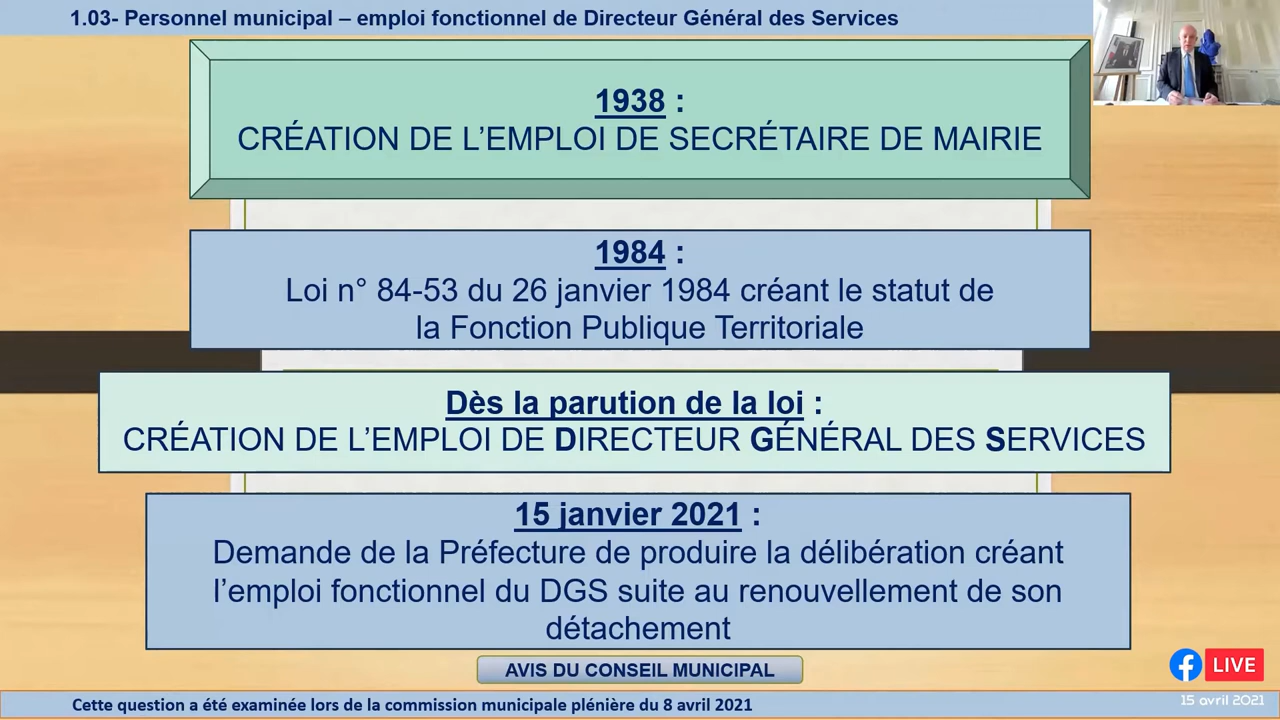 1.03- Personnel municipal – emploi fonctionnel de Directeur Général des Services
1938 :
CRÉATION DE L’EMPLOI DE SECRÉTAIRE DE MAIRIE
1984 :
Loi n° 84-53 du 26 janvier 1984 créant le statut de
la Fonction Publique Territoriale
Dès la parution de la loi :
CRÉATION DE L’EMPLOI DE DIRECTEUR GÉNÉRAL DES SERVICES
15 janvier 2021 :
Demande de la Préfecture de produire la délibération créant
l’emploi fonctionnel du DGS suite au renouvellement de son
détachement
AVIS DU CONSEIL MUNICIPAL
LIVE
15 avril 2021
Cette question a été examinée lors de la commission municipale plénière du 8 avril 2021